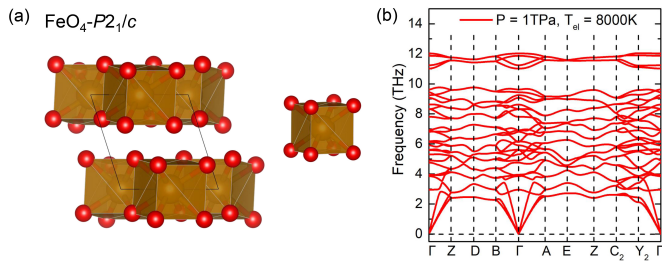 (a) FeO₄-P2₁/c
(b)
P = 1TPa, Tₑₗ = 8000K
Frequency (THz)
14
12
10
8
6
4
2
0
Γ Z D B Γ A E Z C₂ Y₂ Γ